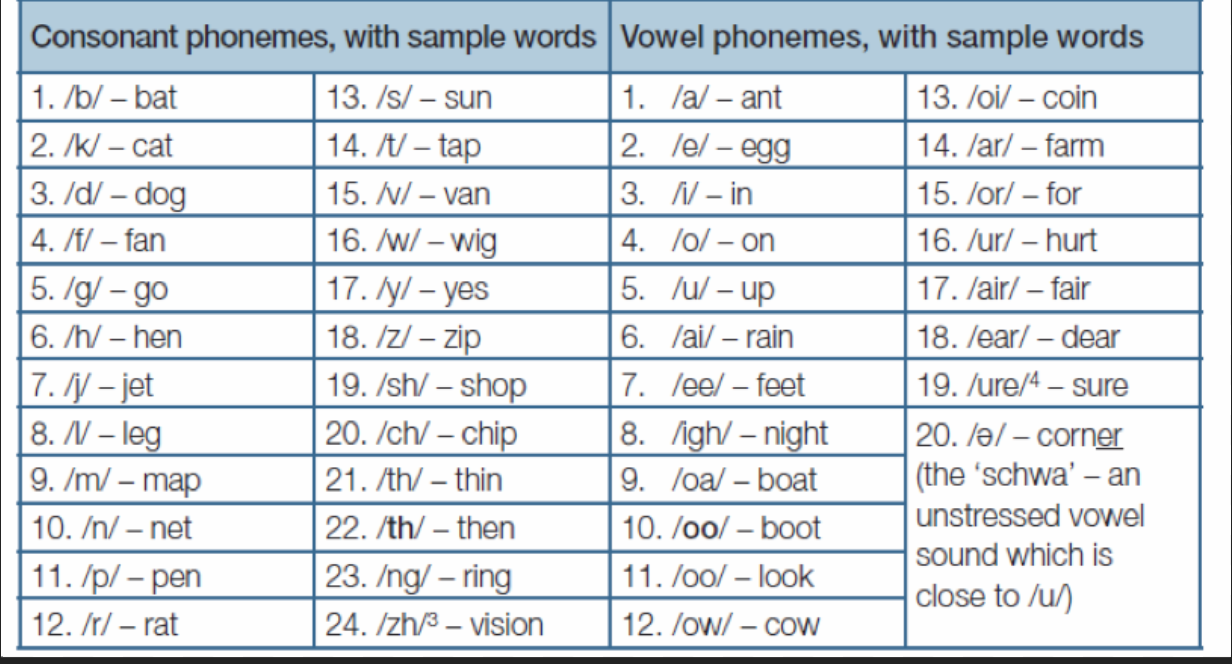 Consonant phonemes, with sample words
Vowel phonemes, with sample words
1. /b/ – bat
13. /s/ – sun
1. /a/ – ant
13. /oi/ – coin
2. /k/ – cat
14. /t/ – tap
2. /e/ – egg
14. /ar/ – farm
3. /d/ – dog
15. /v/ – van
3. /i/ – in
15. /or/ – for
4. /f/ – fan
16. /w/ – wig
4. /o/ – on
16. /ur/ – hurt
5. /g/ – go
17. /y/ – yes
5. /u/ – up
17. /air/ – fair
6. /h/ – hen
18. /z/ – zip
6. /ai/ – rain
18. /ear/ – dear
7. /j/ – jet
19. /sh/ – shop
7. /ee/ – feet
19. /ure/⁴ – sure
8. /l/ – leg
20. /ch/ – chip
8. /igh/ – night
20. /ə/ – corner
(the ‘schwa’ – an
unstressed vowel
sound which is
close to /u/)
9. /m/ – map
21. /th/ – thin
9. /oa/ – boat
10. /n/ – net
22. /th/ – then
10. /oo/ – boot
11. /p/ – pen
23. /ng/ – ring
11. /oo/ – look
12. /r/ – rat
24. /zh/³ – vision
12. /ow/ – cow